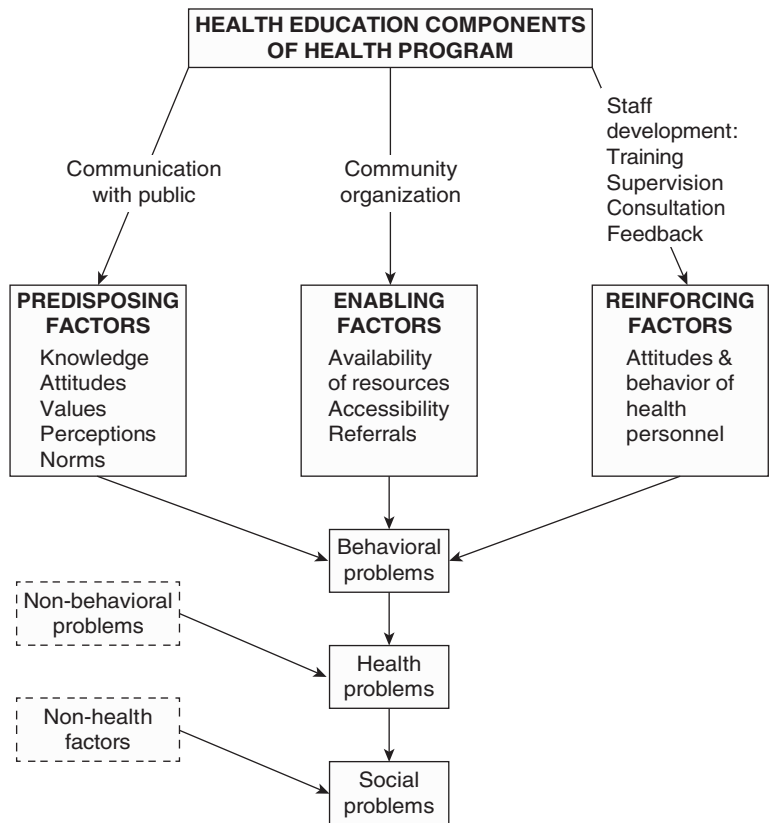 HEALTH EDUCATION COMPONENTS
OF HEALTH PROGRAM
Communication
with public
Community
organization
Staff
development:
Training
Supervision
Consultation
Feedback
PREDISPOSING
FACTORS
Knowledge
Attitudes
Values
Perceptions
Norms
ENABLING
FACTORS
Availability
of resources
Accessibility
Referrals
REINFORCING
FACTORS
Attitudes &
behavior of
health
personnel
Behavioral
problems
Non-behavioral
problems
Health
problems
Non-health
factors
Social
problems